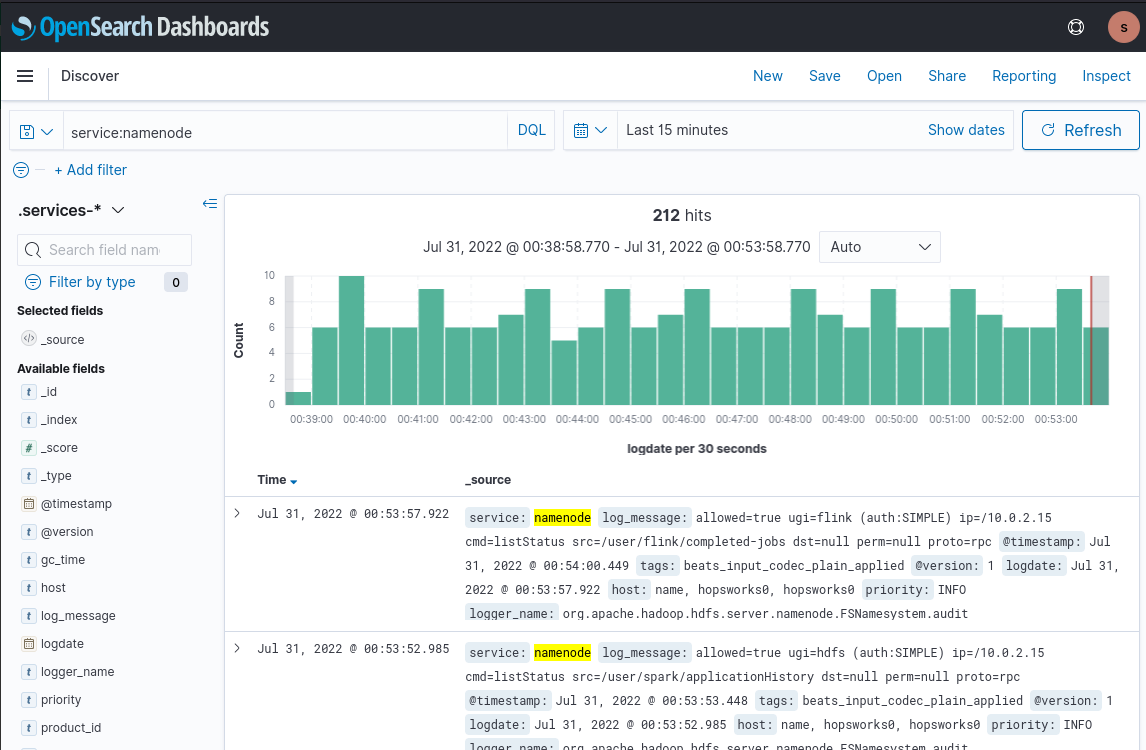 OpenSearch Dashboards
s
Discover
New Save Open Share Reporting Inspect
service:namenode
DQL
Last 15 minutes
Show dates
Refresh
+ Add filter
.services-*
Search field name
Filter by type
0
Selected fields
_source
Available fields
t _id
t _index
# _score
t _type
@timestamp
t @version
t gc_time
t host
t log_message
logdate
t logger_name
t priority
t product_id
212 hits
Jul 31, 2022 @ 00:38:58.770 - Jul 31, 2022 @ 00:53:58.770
Auto
Count
10
8
6
4
2
0
00:39:00 00:40:00 00:41:00 00:42:00 00:43:00 00:44:00 00:45:00 00:46:00 00:47:00 00:48:00 00:49:00 00:50:00 00:51:00 00:52:00 00:53:00
logdate per 30 seconds
Time _source
Jul 31, 2022 @ 00:53:57.922
service: namenode log_message: allowed=true ugi=flink (auth:SIMPLE) ip=/10.0.2.15
cmd=listStatus src=/user/flink/completed-jobs dst=null perm=null proto=rpc @timestamp: Jul
31, 2022 @ 00:54:00.449 tags: beats_input_codec_plain_applied @version: 1 logdate: Jul 31,
2022 @ 00:53:57.922 host: name, hopsworks0, hopsworks0 priority: INFO
logger_name: org.apache.hadoop.hdfs.server.namenode.FSNamesystem.audit
Jul 31, 2022 @ 00:53:52.985
service: namenode log_message: allowed=true ugi=hdfs (auth:SIMPLE) ip=/10.0.2.15
cmd=listStatus src=/user/spark/applicationHistory dst=null perm=null proto=rpc
@timestamp: Jul 31, 2022 @ 00:53:53.448 tags: beats_input_codec_plain_applied @version: 1
logdate: Jul 31, 2022 @ 00:53:52.985 host: name, hopsworks0, hopsworks0 priority: INFO
logger_name: org.apache.hadoop.hdfs.server.namenode.FSNamesystem.audit